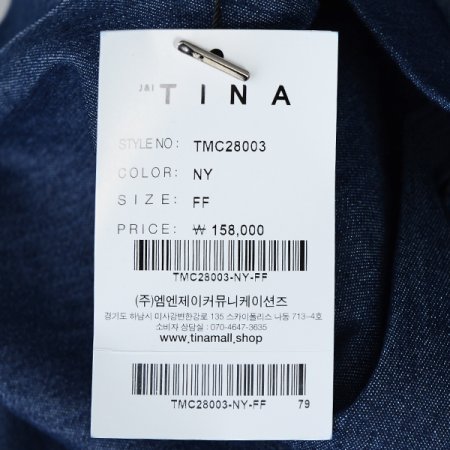 J&I TINA
STYLE NO: TMC28003
COLOR: NY
SIZE: FF
PRICE: ₩ 158,000
TMC28003-NY-FF
(주)엠엔제이커뮤니케이션즈
경기도 하남시 미사강변한강로 135 스카이폴리스 나동 713-4호
소비자 상담실 : 070-4647-3635
www.tinamall.shop
TMC28003-NY-FF 79